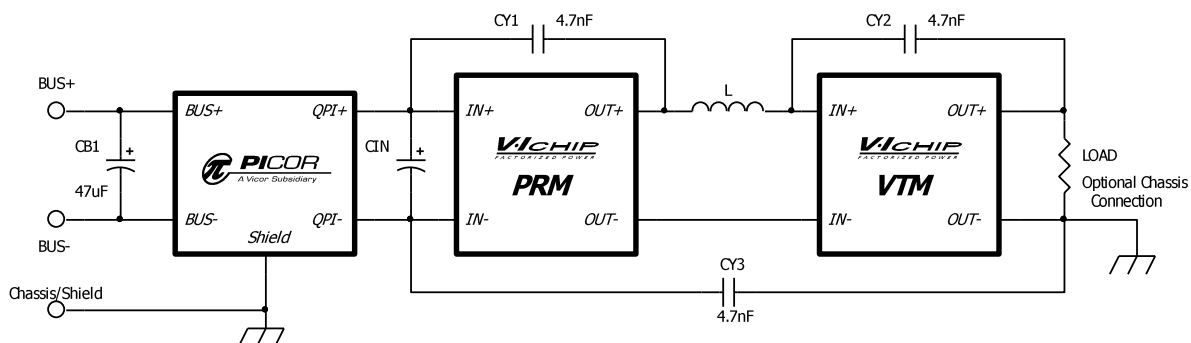 CY1
4.7nF
CY2
4.7nF
BUS+
L
BUS+
QPI+
IN+
OUT+
IN+
OUT+
CB1
+
47uF
π PICOR
A Vicor Subsidiary
CIN
+
V·I CHIP
FACTORIZED POWER
PRM
V·I CHIP
FACTORIZED POWER
VTM
LOAD
Optional Chassis
Connection
BUS-
QPI-
IN-
OUT-
IN-
OUT-
BUS-
Shield
CY3
4.7nF
Chassis/Shield